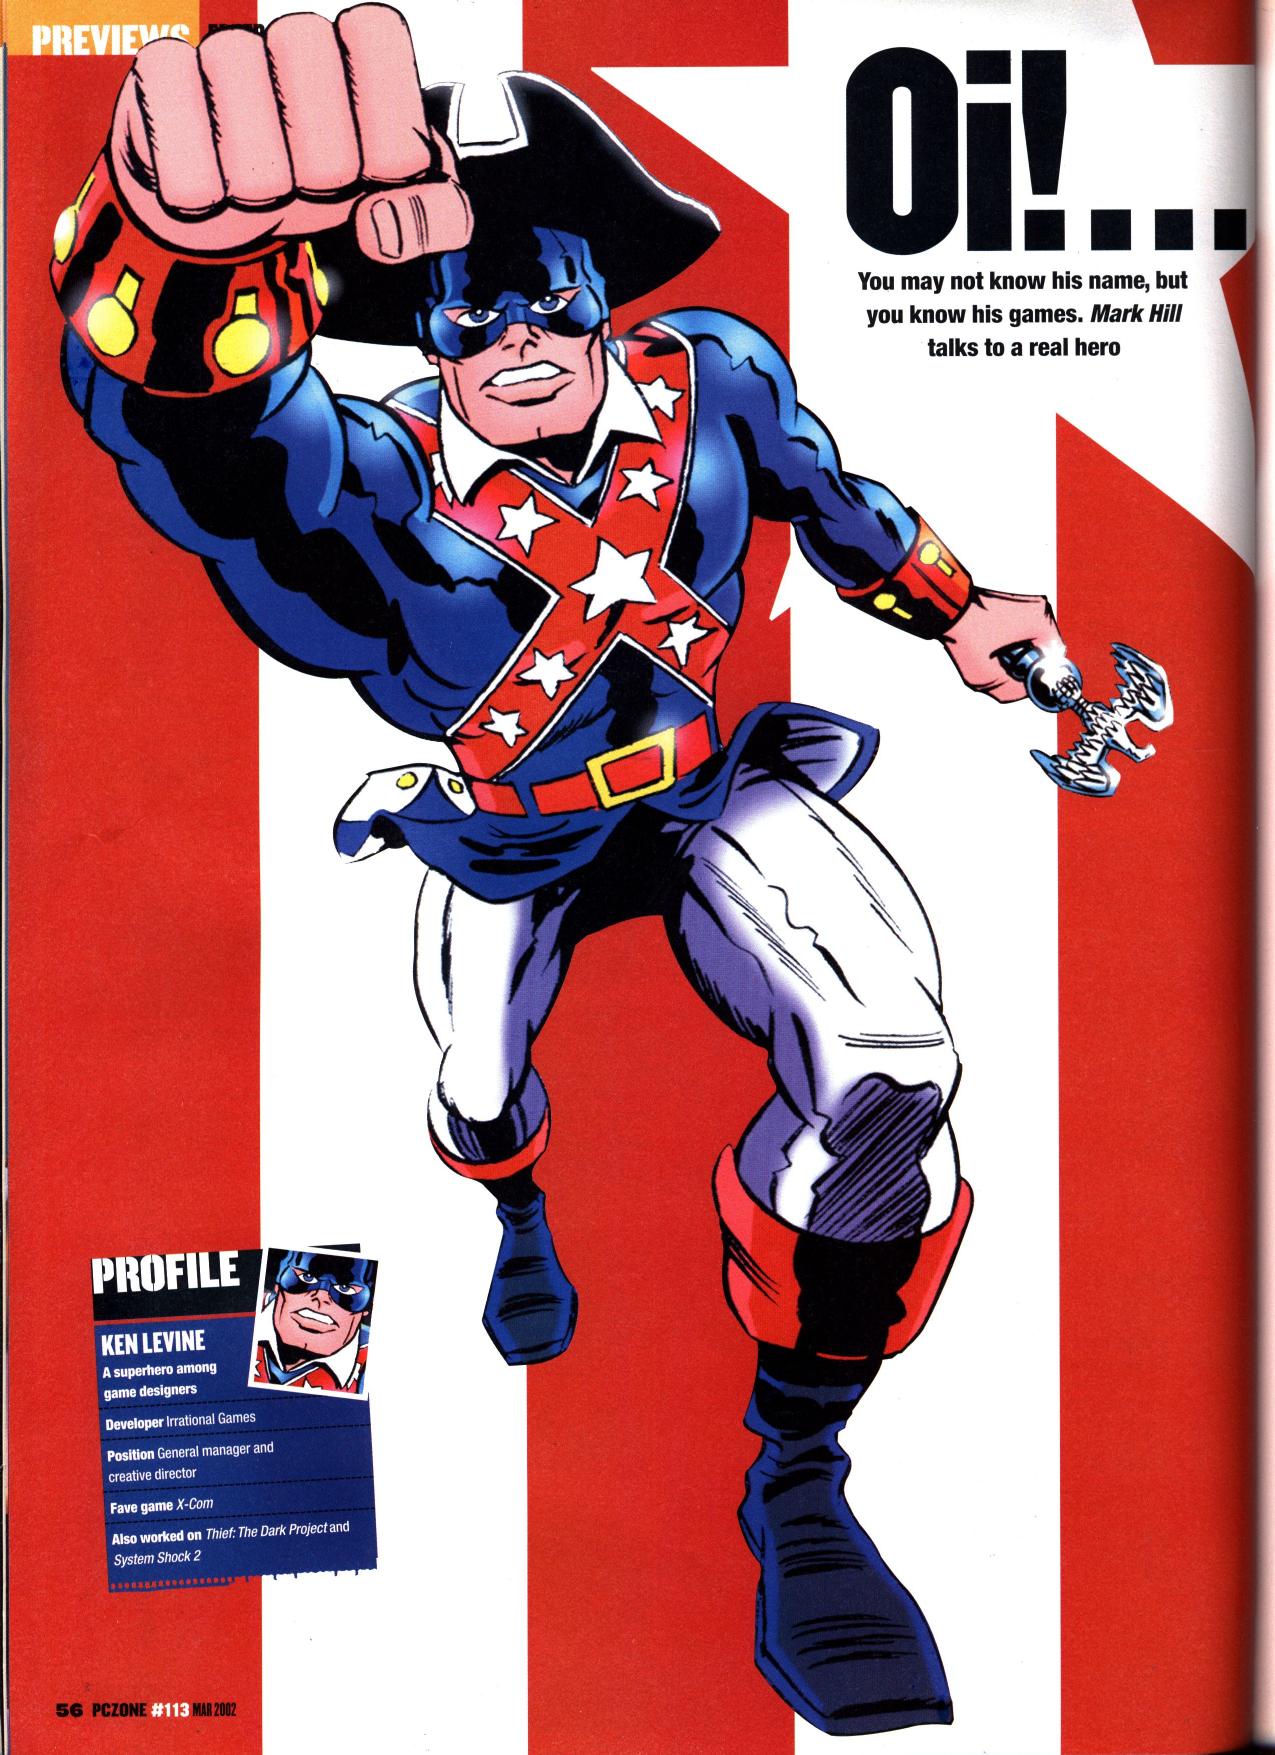 PREVIEWS
Oi!...
You may not know his name, but
you know his games. Mark Hill
talks to a real hero
PROFILE
KEN LEVINE
A superhero among
game designers
Developer Irrational Games
Position General manager and
creative director
Fave game X-Com
Also worked on Thief: The Dark Project and
System Shock 2
56 PCZONE #113 MAR 2002